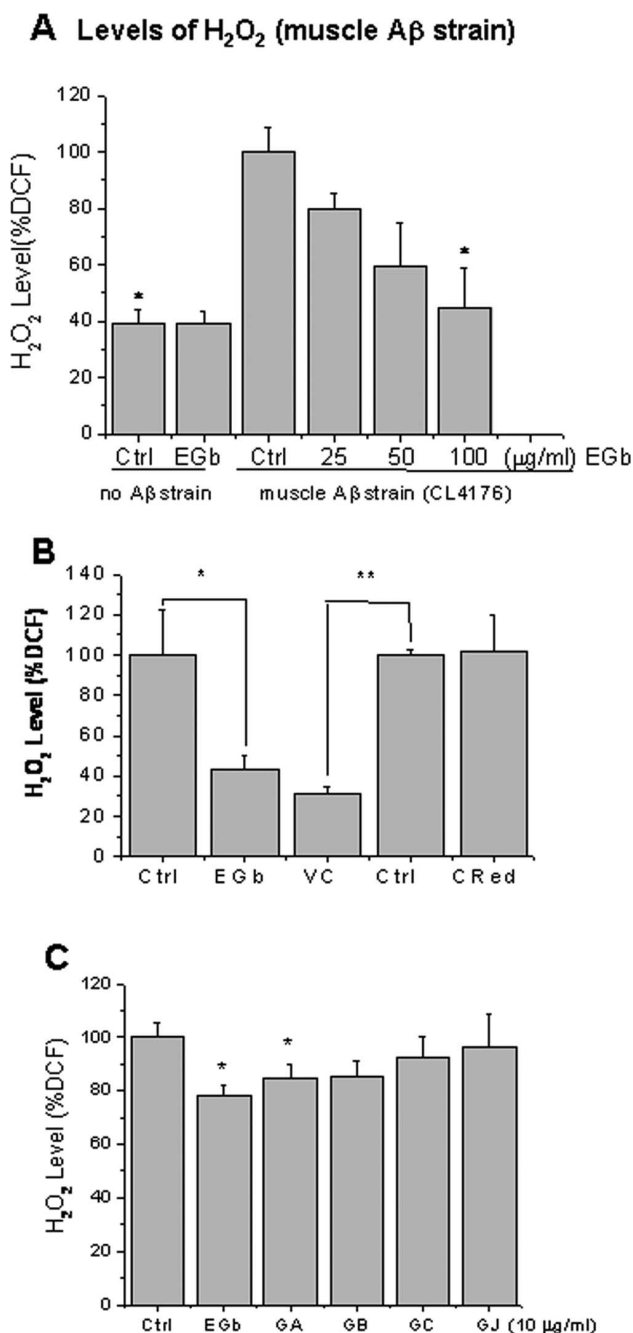 A Levels of H₂O₂ (muscle Aβ strain)
H₂O₂ Level(%DCF)
120
100
80
60
40
20
0
*
*
Ctrl EGb Ctrl 25 50 100 (µg/ml) EGb
no Aβ strain muscle Aβ strain (CL4176)
B
H₂O₂ Level (%DCF)
140
120
100
80
60
40
20
0
* **
Ctrl EGb VC Ctrl CRed
C
H₂O₂ Level (%DCF)
120
100
80
60
40
20
0
*
*
Ctrl EGb GA GB GC GJ (10 µg/ml)